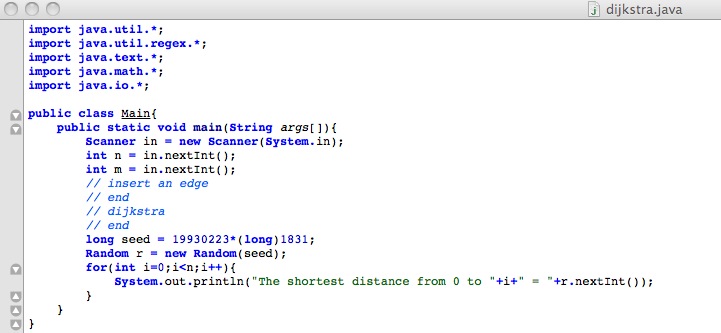 dijkstra.java
import java.util.*;
import java.util.regex.*;
import java.text.*;
import java.math.*;
import java.io.*;
public class Main{
public static void main(String args[]){
Scanner in = new Scanner(System.in);
int n = in.nextInt();
int m = in.nextInt();
// insert an edge
// end
// dijkstra
// end
long seed = 19930223*(long)1831;
Random r = new Random(seed);
for(int i=0;i<n;i++){
System.out.println("The shortest distance from 0 to "+i+" = "+r.nextInt());
}
}
}